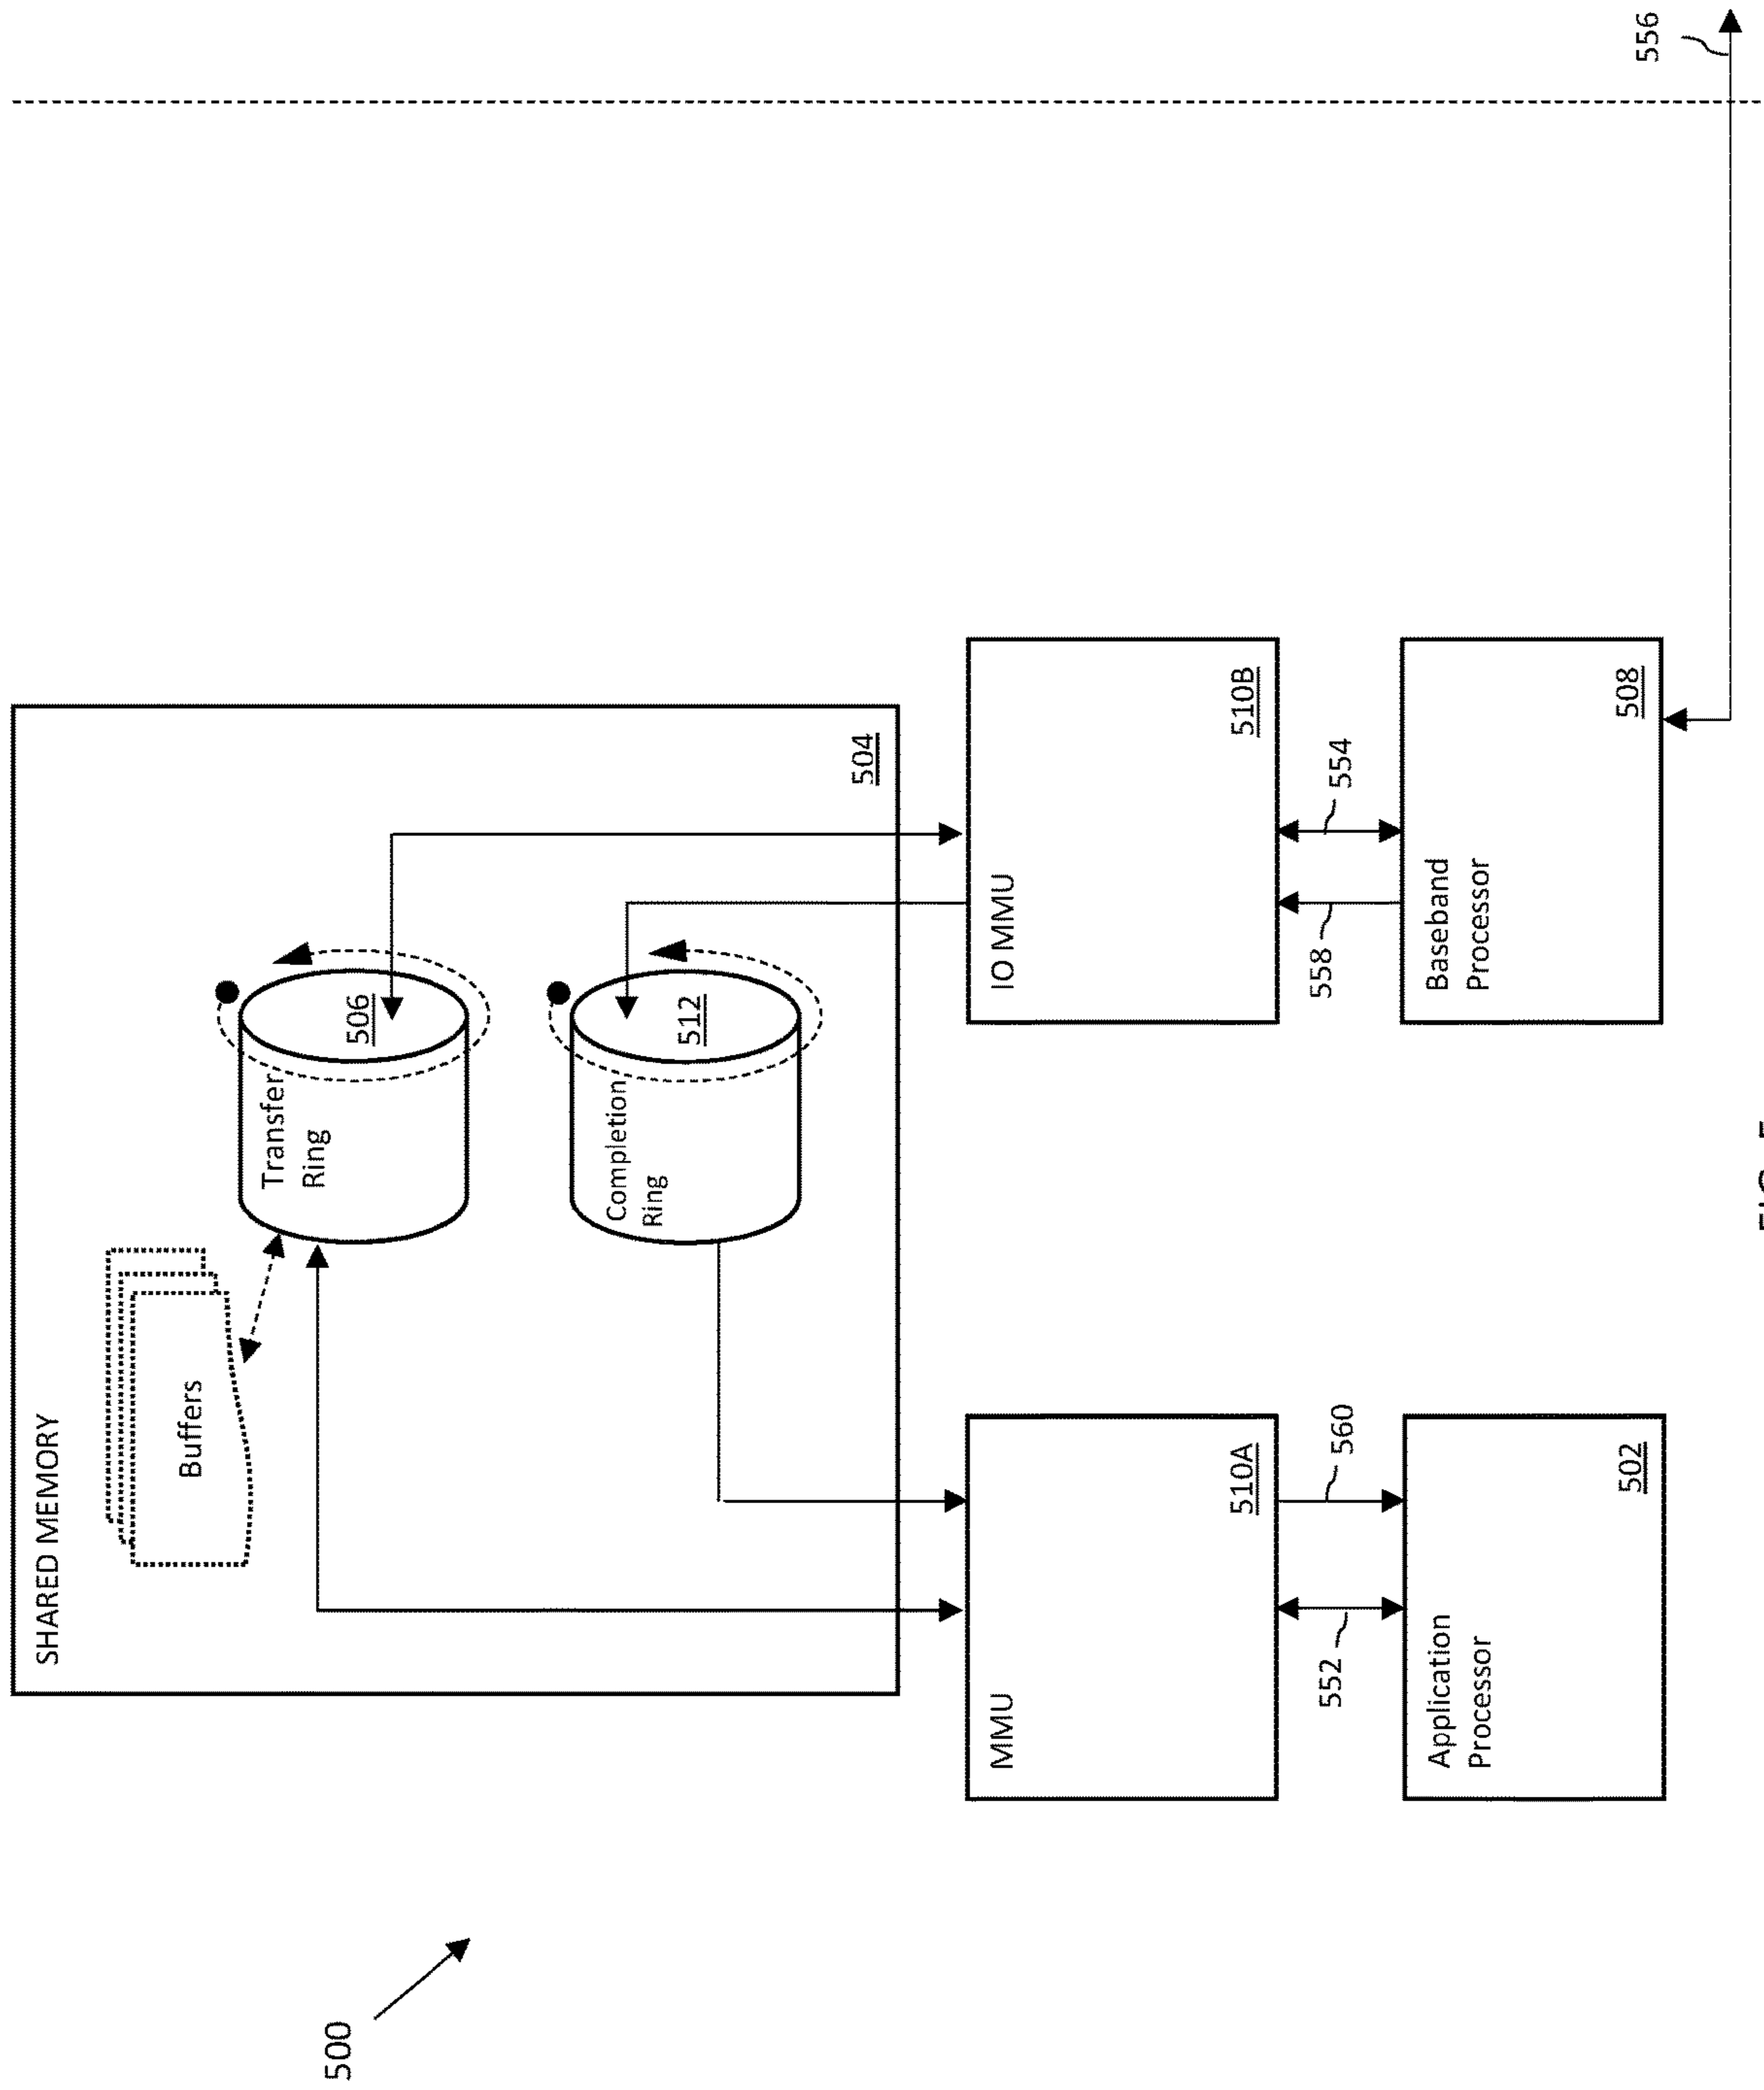 SHARED MEMORY
Buffers
Transfer
Ring
506
500
Completion
Ring
512
504
MMU
510A
IO MMU
510B
552
560
558
554
Application
Processor
502
Baseband
Processor
508
556